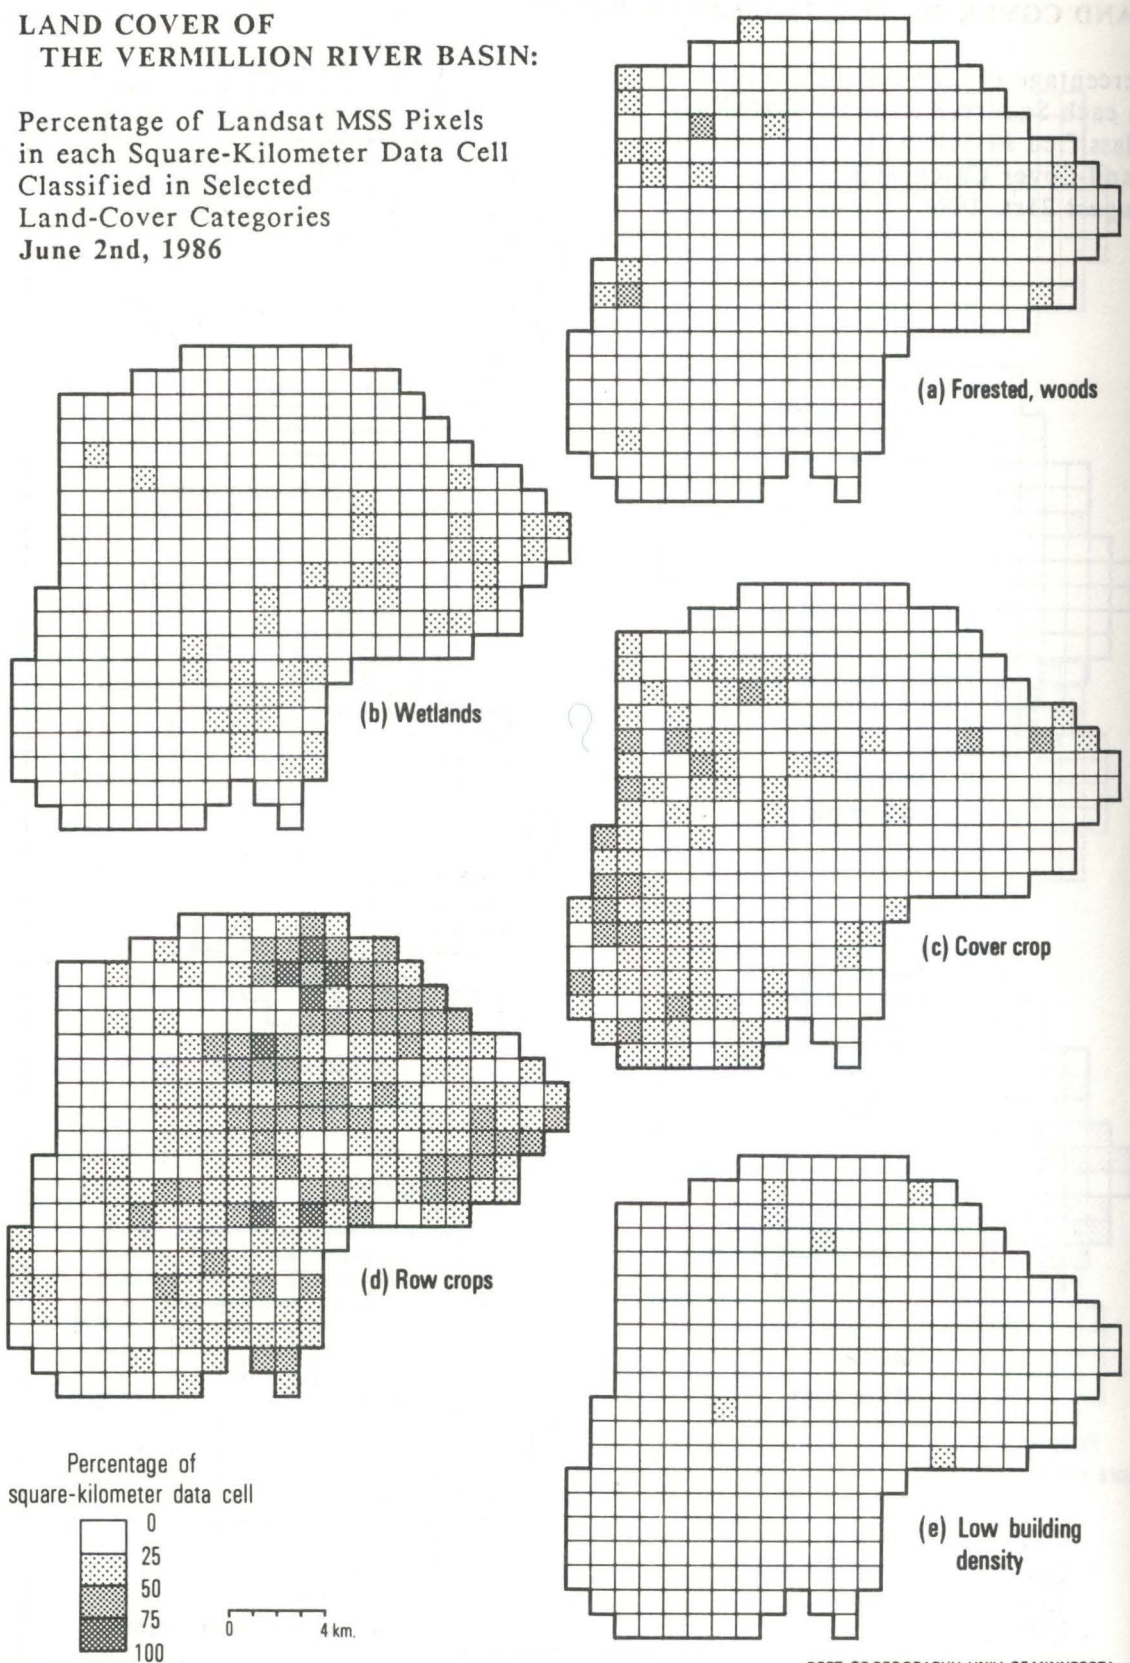 LAND COVER OF
THE VERMILLION RIVER BASIN:
Percentage of Landsat MSS Pixels
in each Square-Kilometer Data Cell
Classified in Selected
Land-Cover Categories
June 2nd, 1986
(a) Forested, woods
(b) Wetlands
(c) Cover crop
(d) Row crops
(e) Low building
density
Percentage of
square-kilometer data cell
0
25
50
75
100
0 4 km.